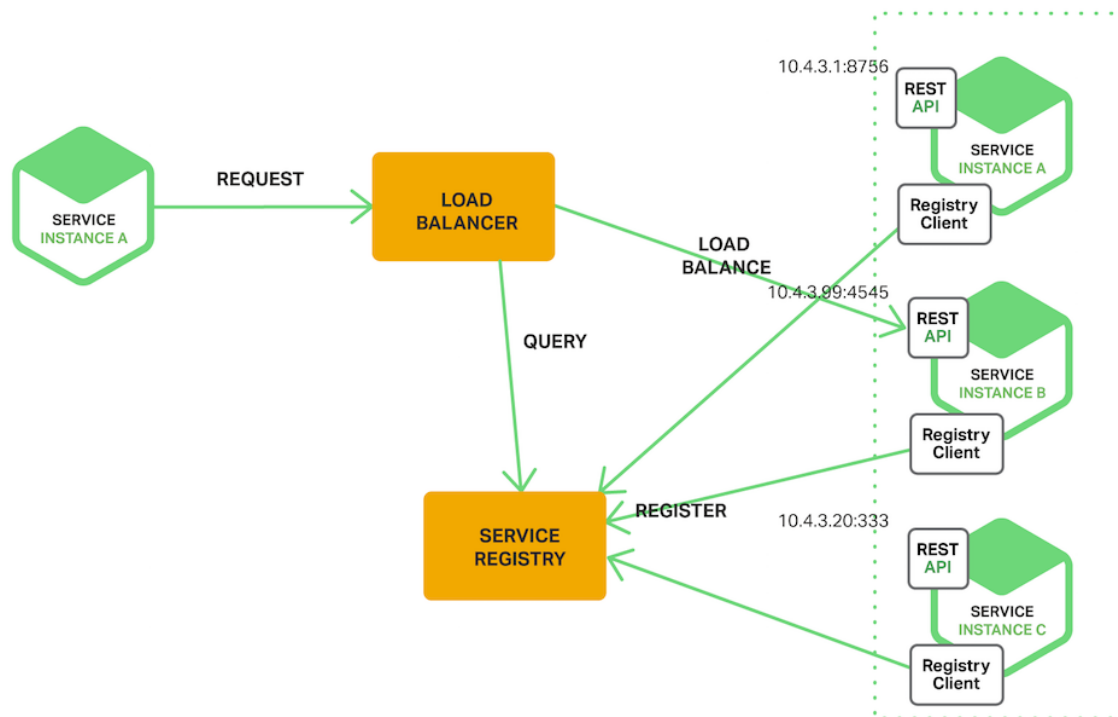 SERVICE
INSTANCE A
REQUEST
LOAD
BALANCER
QUERY
SERVICE
REGISTRY
LOAD
BALANCE
REGISTER
10.4.3.1:8756
REST
API
SERVICE
INSTANCE A
Registry
Client
10.4.3.99:4545
REST
API
SERVICE
INSTANCE B
Registry
Client
10.4.3.20:333
REST
API
SERVICE
INSTANCE C
Registry
Client